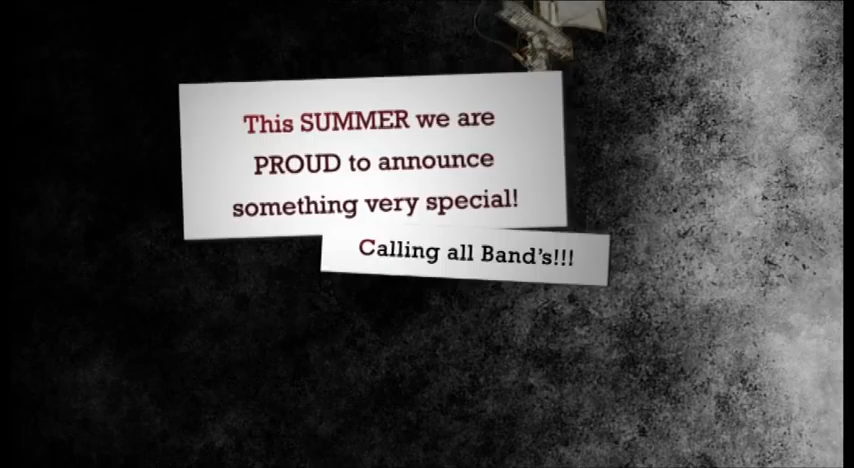 This SUMMER we are
PROUD to announce
something very special!
Calling all Band's!!!